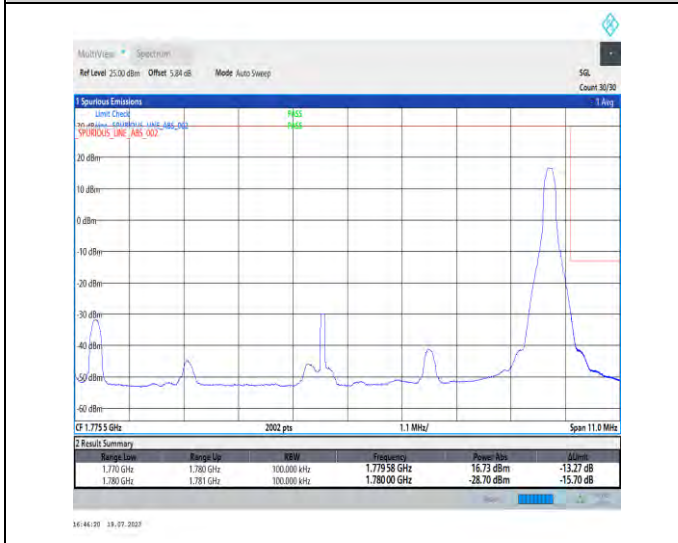 MultiView Spectrum
Ref Level 25.00 dBm Offset 5.84 dB Mode Auto Sweep SGL
Count 30/30
1 Spurious Emissions 1 Avg
Limit Check PASS
PASS
SPURIOUS_LINE_ABS_002
20 dBm
10 dBm
0 dBm
-10 dBm
-20 dBm
-30 dBm
-40 dBm
-50 dBm
-60 dBm
CF 1.775 5 GHz 2002 pts 1.1 MHz/ Span 11.0 MHz
2 Result Summary
Range Low Range Up RBW Frequency Power Abs ΔLimit
1.770 GHz 1.780 GHz 100.000 kHz 1.779 58 GHz 16.73 dBm -13.27 dB
1.780 GHz 1.781 GHz 100.000 kHz 1.780 00 GHz -28.70 dBm -15.70 dB